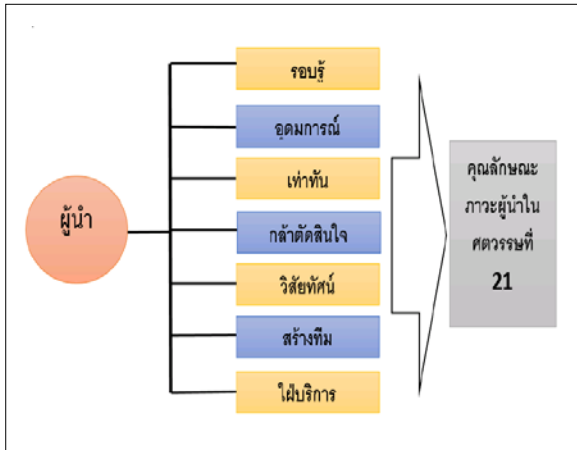 ผู้นำ
รอบรู้
อุดมการณ์
เท่าทัน
กล้าตัดสินใจ
วิสัยทัศน์
สร้างทีม
ใฝ่บริการ
คุณลักษณะ
ภาวะผู้นำใน
ศตวรรษที่
21